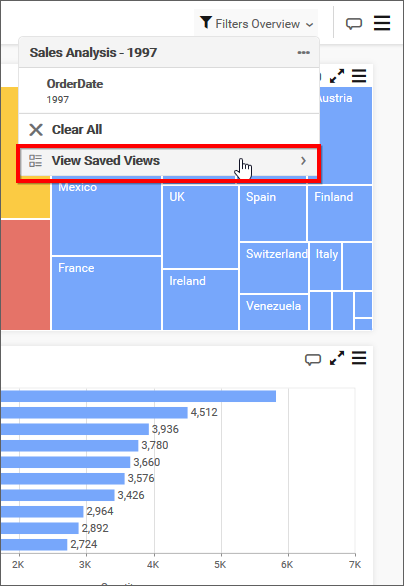 Filters Overview
Sales Analysis - 1997
OrderDate
1997
Clear All
View Saved Views
Austria
Mexico
UK
Spain
Finland
France
Switzerland
Italy
Ireland
Venezuela
4,512
3,936
3,780
3,660
3,576
3,426
2,964
2,892
2,724
2K 3K 4K 5K 6K 7K